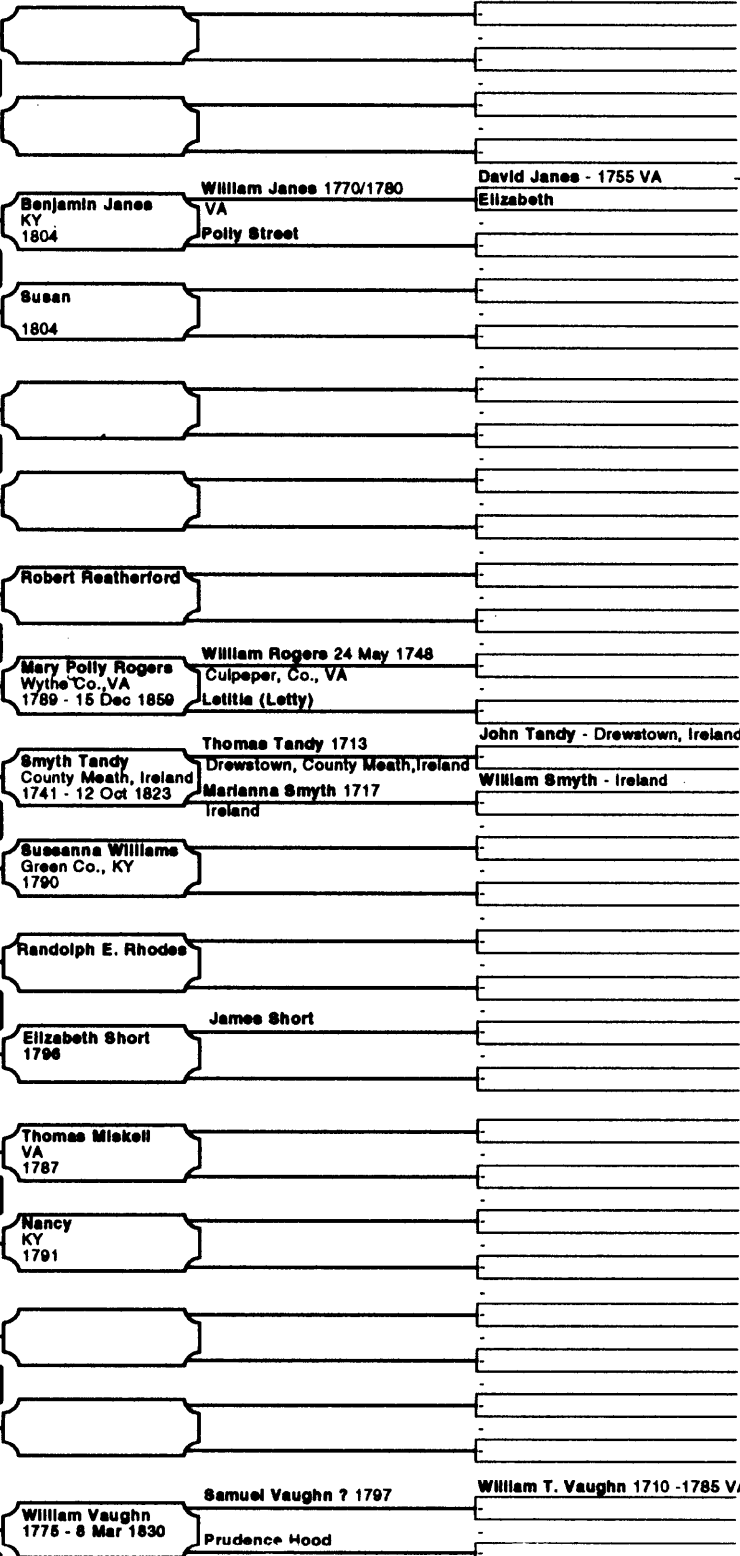 David Janes - 1755 VA
William Janes 1770/1780
Elizabeth
Benjamin Janes
VA
KY
Polly Street
1804
Susan
1804
Robert Reatherford
William Rogers 24 May 1748
Mary Polly Rogers
Culpeper, Co., VA
Wythe Co.,VA
1789 - 15 Dec 1859
Letitia (Letty)
John Tandy - Drewstown, Ireland
Thomas Tandy 1713
Smyth Tandy
Drewstown, County Meath,Ireland
County Meath, Ireland
William Smyth - Ireland
1741 - 12 Oct 1823
Marianna Smyth 1717
Ireland
Suseanna Williams
Green Co., KY
1790
Randolph E. Rhodes
James Short
Elizabeth Short
1796
Thomas Miskell
VA
1787
Nancy
KY
1791
William T. Vaughn 1710 -1785 VA
Samuel Vaughn ? 1797
William Vaughn
1775 - 8 Mar 1830
Prudence Hood